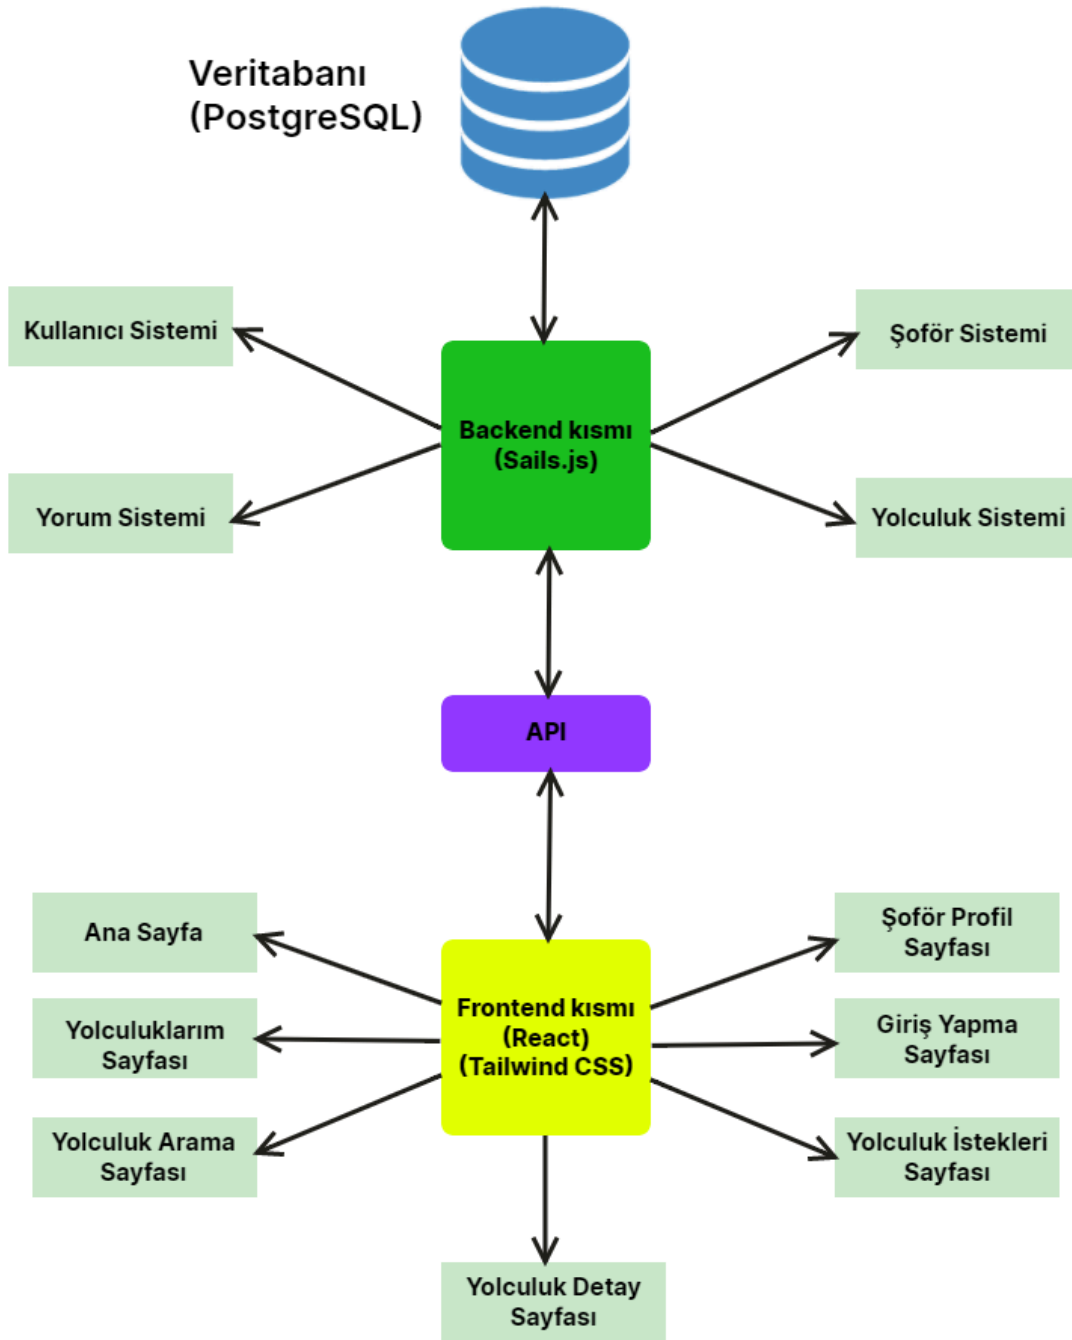 Veritabanı
(PostgreSQL)
Kullanıcı Sistemi
Şoför Sistemi
Backend kısmı
(Sails.js)
Yorum Sistemi
Yolculuk Sistemi
API
Ana Sayfa
Şoför Profil
Sayfası
Frontend kısmı
(React)
(Tailwind CSS)
Yolculuklarım
Sayfası
Giriş Yapma
Sayfası
Yolculuk Arama
Sayfası
Yolculuk İstekleri
Sayfası
Yolculuk Detay
Sayfası